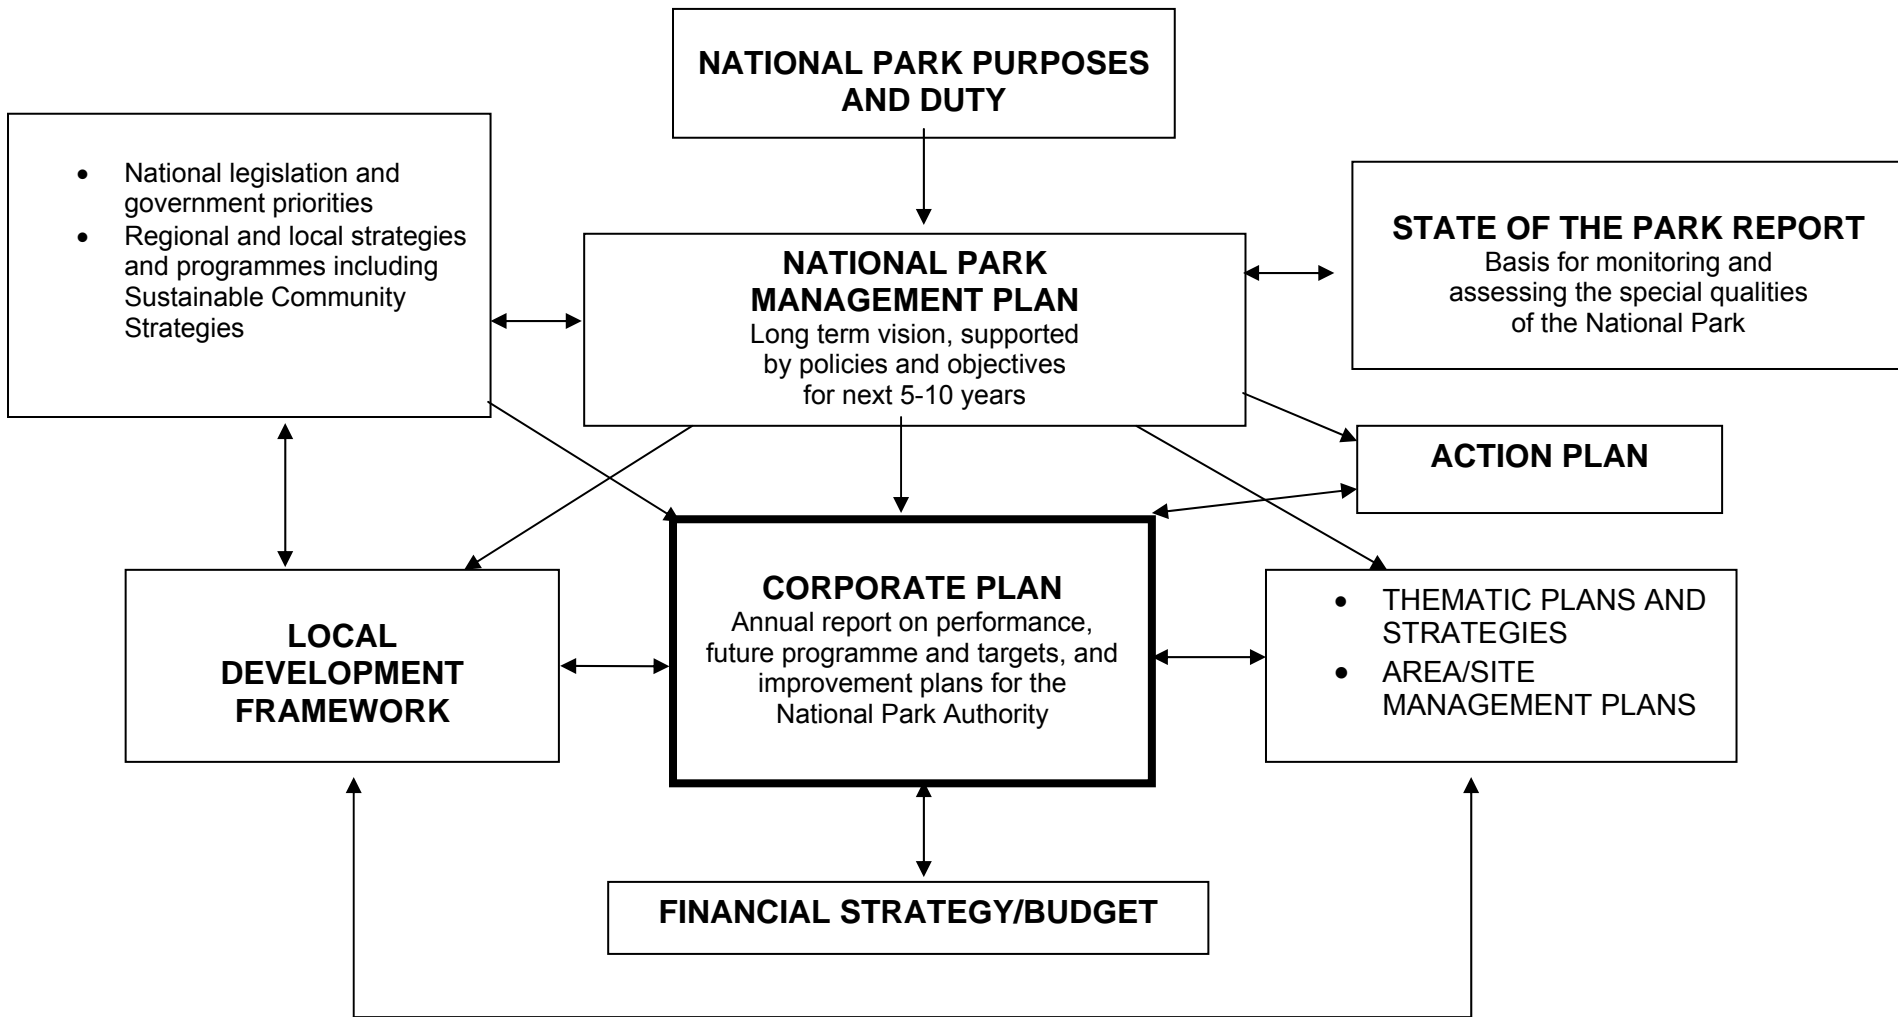 NATIONAL PARK PURPOSES
AND DUTY
• National legislation and
government priorities
• Regional and local strategies
and programmes including
Sustainable Community
Strategies
NATIONAL PARK
MANAGEMENT PLAN
Long term vision, supported
by policies and objectives
for next 5-10 years
STATE OF THE PARK REPORT
Basis for monitoring and
assessing the special qualities
of the National Park
ACTION PLAN
LOCAL
DEVELOPMENT
FRAMEWORK
CORPORATE PLAN
Annual report on performance,
future programme and targets, and
improvement plans for the
National Park Authority
• THEMATIC PLANS AND
STRATEGIES
• AREA/SITE
MANAGEMENT PLANS
FINANCIAL STRATEGY/BUDGET